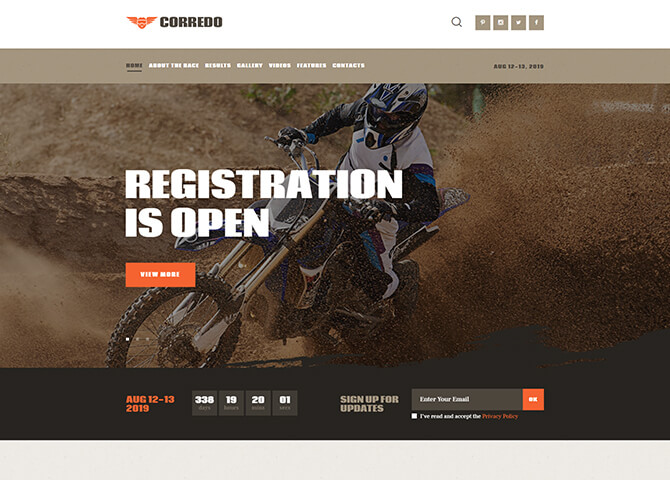 CORREDO
HOME ABOUT THE RACE RESULTS GALLERY VIDEOS FEATURES CONTACTS
AUG 12-13, 2019
REGISTRATION
IS OPEN
VIEW MORE
AUG 12-13
2019
338 19 20 01
days hours mins secs
SIGN UP FOR
UPDATES
Enter Your Email
OK
I've read and accept the Privacy Policy